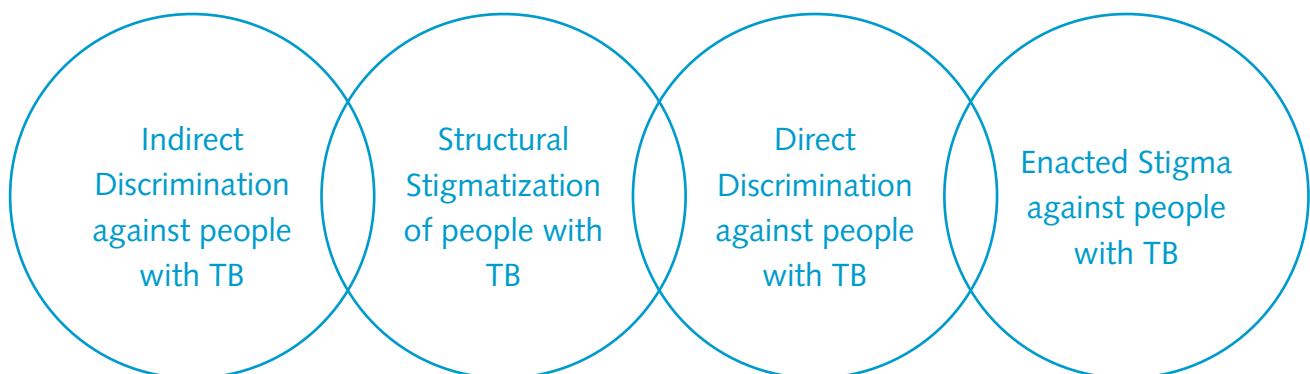 Indirect
Discrimination
against people
with TB
Structural
Stigmatization
of people with
TB
Direct
Discrimination
against people
with TB
Enacted Stigma
against people
with TB